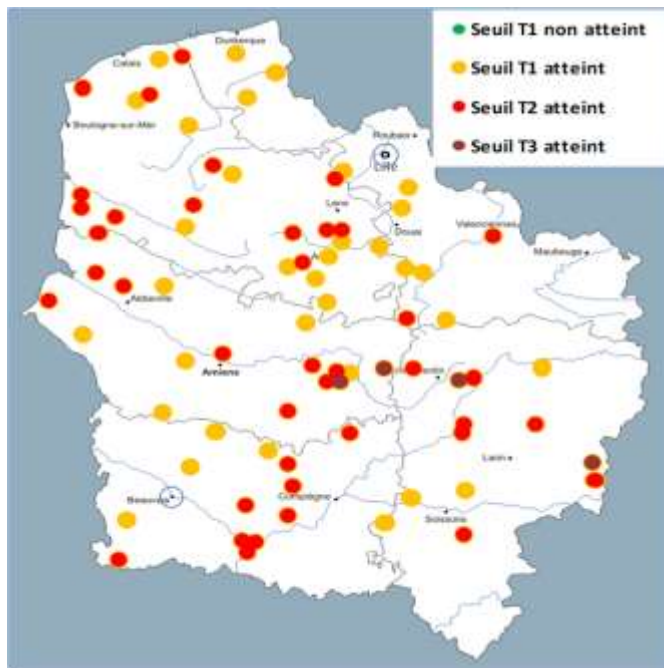 Seuil T1 non atteint
Seuil T1 atteint
Seuil T2 atteint
Seuil T3 atteint
Dunkerque
Calais
Boulogne-sur-Mer
Roubaix
Lens
Douai
Valenciennes
Maubeuge
Abbeville
Amiens
Laon
Beauvais
Compiègne
Soissons